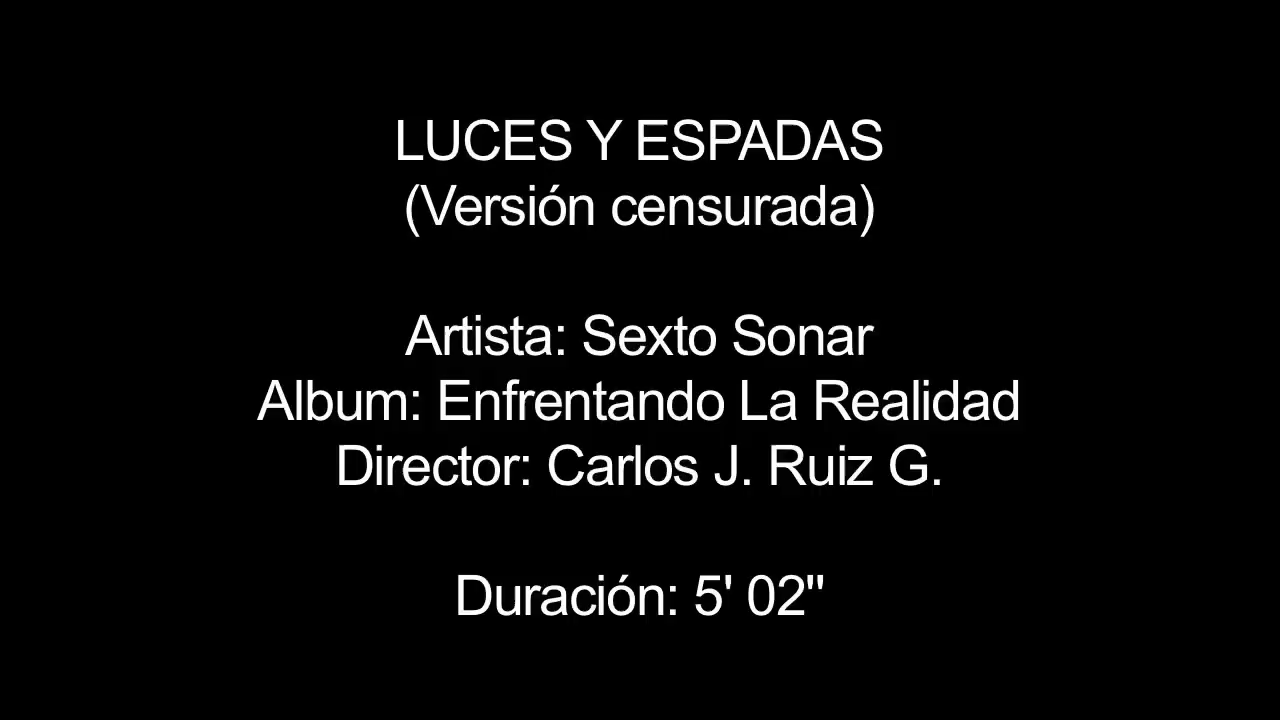 LUCES Y ESPADAS
(Versión censurada)
Artista: Sexto Sonar
Album: Enfrentando La Realidad
Director: Carlos J. Ruiz G.
Duración: 5' 02"